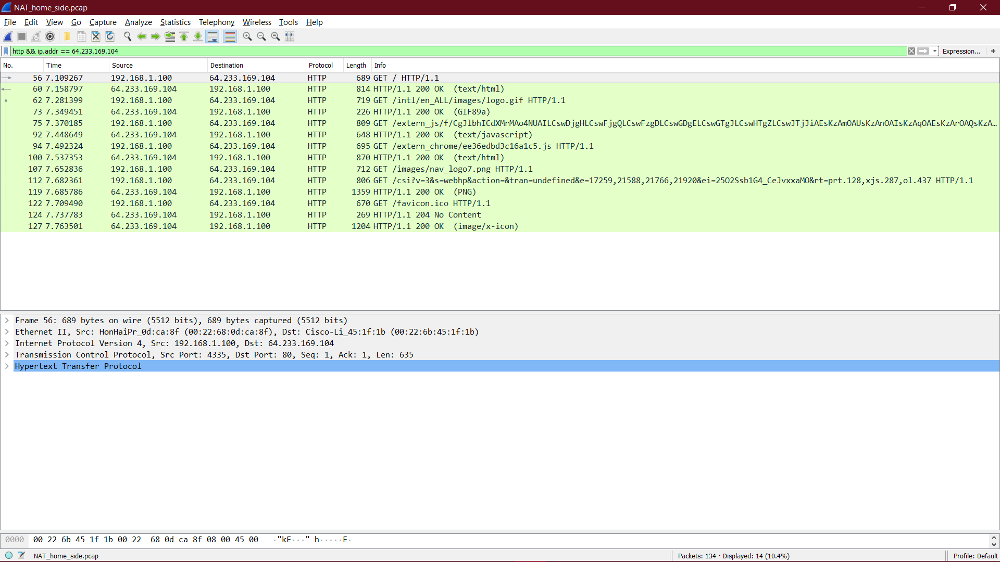 NAT_home_side.pcap
File Edit View Go Capture Analyze Statistics Telephony Wireless Tools Help
http && ip.addr == 64.233.169.104 Expression... +
No. Time Source Destination Protocol Length Info
56 7.109267 192.168.1.100 64.233.169.104 HTTP 689 GET / HTTP/1.1
60 7.158797 64.233.169.104 192.168.1.100 HTTP 814 HTTP/1.1 200 OK (text/html)
62 7.281399 192.168.1.100 64.233.169.104 HTTP 719 GET /intl/en_ALL/images/logo.gif HTTP/1.1
73 7.349451 64.233.169.104 192.168.1.100 HTTP 226 HTTP/1.1 200 OK (GIF89a)
75 7.370185 192.168.1.100 64.233.169.104 HTTP 809 GET /extern_js/f/CgJlbhICdXMrMAo4NUAILCswDjgHLCswFjgQLCswFzgDLCswGDgELCswGTgJLCswHTgZLCswJTjJiAEsKzAmOAUsKzAnOAIsKzAqOAEsKzArOAQsKzA...
92 7.448649 64.233.169.104 192.168.1.100 HTTP 648 HTTP/1.1 200 OK (text/javascript)
94 7.492324 192.168.1.100 64.233.169.104 HTTP 695 GET /extern_chrome/ee36edbd3c16a1c5.js HTTP/1.1
100 7.537353 64.233.169.104 192.168.1.100 HTTP 870 HTTP/1.1 200 OK (text/html)
107 7.652836 192.168.1.100 64.233.169.104 HTTP 712 GET /images/nav_logo7.png HTTP/1.1
112 7.682361 192.168.1.100 64.233.169.104 HTTP 806 GET /csi?v=3&s=webhp&action=&tran=undefined&e=17259,21588,21766,21920&ei=25O2Ssb1G4_CeJvxxaMO&rt=prt.128,xjs.287,ol.437 HTTP/1.1
119 7.685786 64.233.169.104 192.168.1.100 HTTP 1359 HTTP/1.1 200 OK (PNG)
122 7.709490 192.168.1.100 64.233.169.104 HTTP 670 GET /favicon.ico HTTP/1.1
124 7.737783 64.233.169.104 192.168.1.100 HTTP 269 HTTP/1.1 204 No Content
127 7.763501 64.233.169.104 192.168.1.100 HTTP 1204 HTTP/1.1 200 OK (image/x-icon)
Frame 56: 689 bytes on wire (5512 bits), 689 bytes captured (5512 bits)
Ethernet II, Src: HonHaiPr_0d:ca:8f (00:22:68:0d:ca:8f), Dst: Cisco-Li_45:1f:1b (00:22:6b:45:1f:1b)
Internet Protocol Version 4, Src: 192.168.1.100, Dst: 64.233.169.104
Transmission Control Protocol, Src Port: 4335, Dst Port: 80, Seq: 1, Ack: 1, Len: 635
Hypertext Transfer Protocol
0000 00 22 6b 45 1f 1b 00 22 68 0d ca 8f 08 00 45 00 ·"kE···" h·····E·
NAT_home_side.pcap Packets: 134 · Displayed: 14 (10.4%) Profile: Default